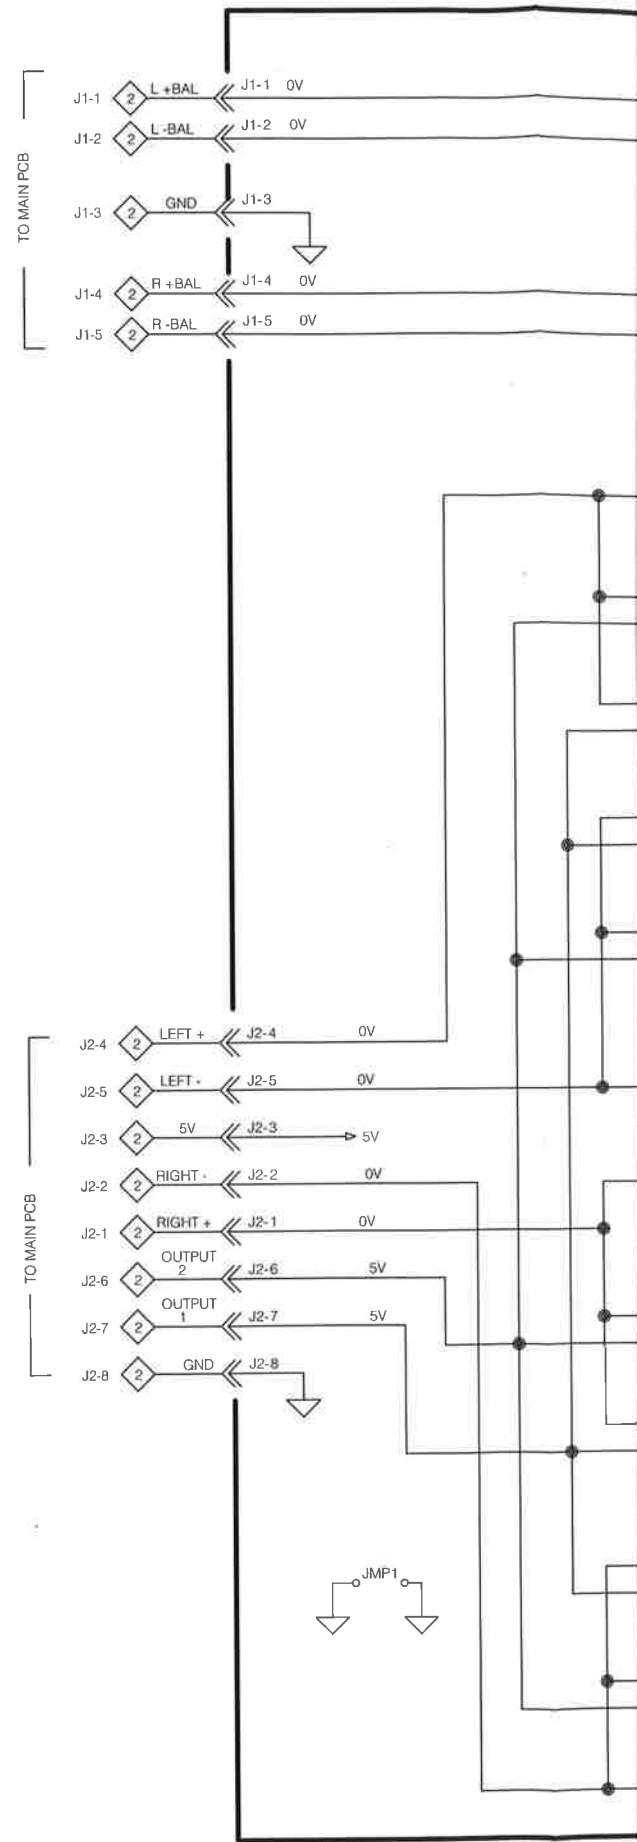 J1-1 2 L +BAL J1-1 0V
J1-2 2 L -BAL J1-2 0V
TO MAIN PCB
J1-3 2 GND J1-3
J1-4 2 R +BAL J1-4 0V
J1-5 2 R -BAL J1-5 0V
J2-4 2 LEFT + J2-4 0V
J2-5 2 LEFT - J2-5 0V
J2-3 2 5V J2-3 5V
J2-2 2 RIGHT - J2-2 0V
TO MAIN PCB
J2-1 2 RIGHT + J2-1 0V
J2-6 2 OUTPUT 2 J2-6 5V
J2-7 2 OUTPUT 1 J2-7 5V
J2-8 2 GND J2-8
JMP1